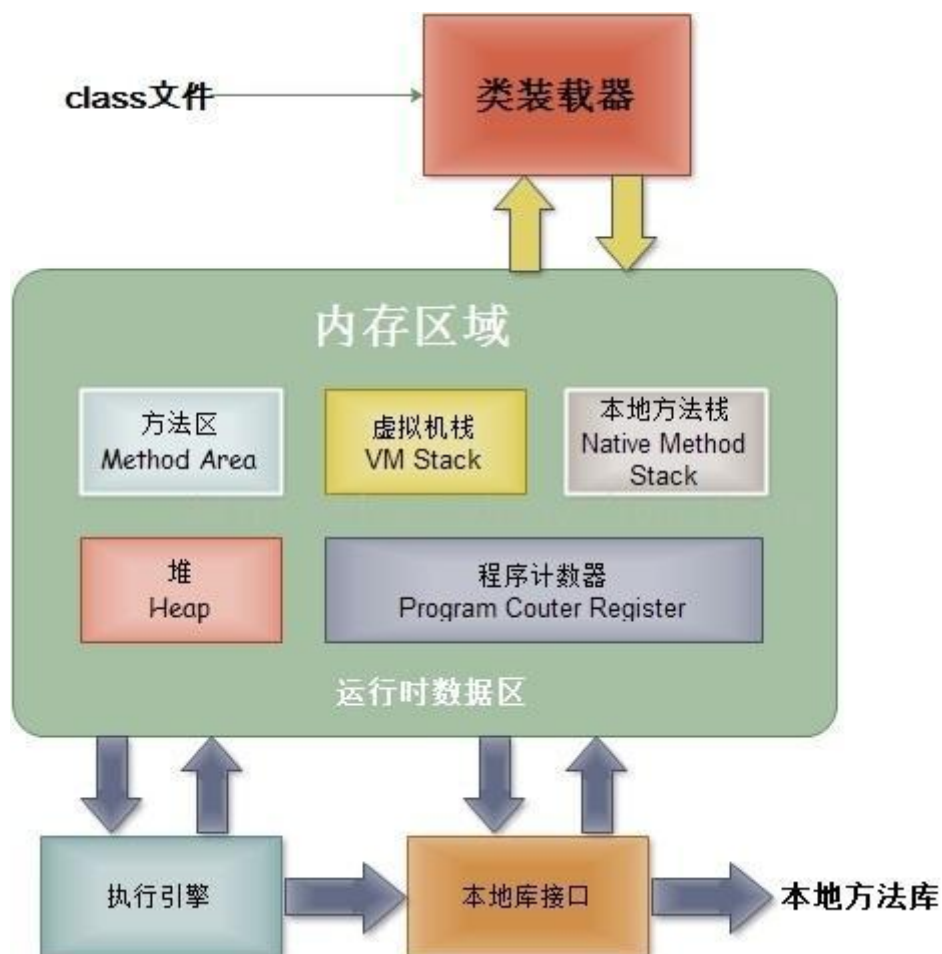 class文件
类装载器
内存区域
方法区
Method Area
虚拟机栈
VM Stack
本地方法栈
Native Method
Stack
堆
Heap
程序计数器
Program Couter Register
运行时数据区
执行引擎
本地库接口
本地方法库